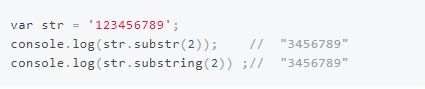 var str = '123456789';
console.log(str.substr(2));    //  "3456789"
console.log(str.substring(2)) ;//  "3456789"